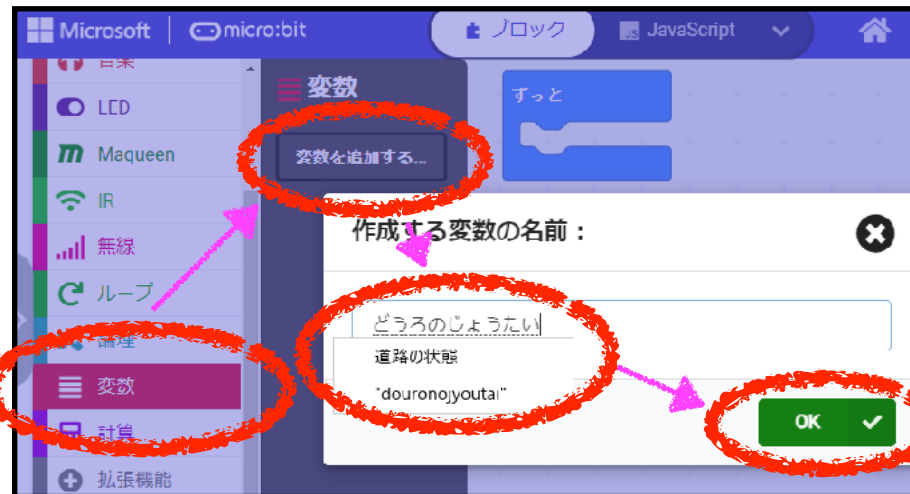 Microsoft
micro:bit
ブロック
JavaScript
音楽
LED
Maqueen
IR
無線
ループ
論理
変数
計算
拡張機能
変数
変数を追加する...
ずっと
作成する変数の名前：
どうろのじょうたい
道路の状態
"douronojyoutai"
OK